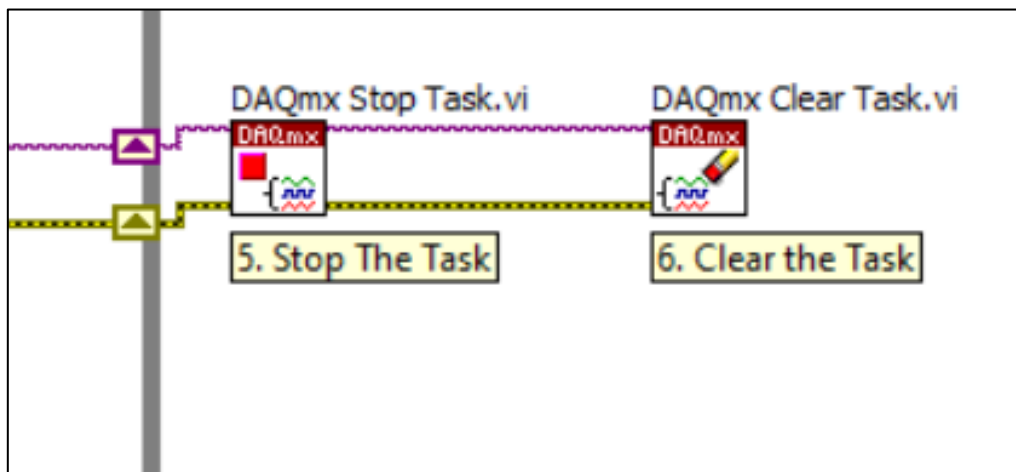 DAQmx Stop Task.vi
DAQmx Clear Task.vi
DAQmx
DAQmx
5. Stop The Task
6. Clear the Task